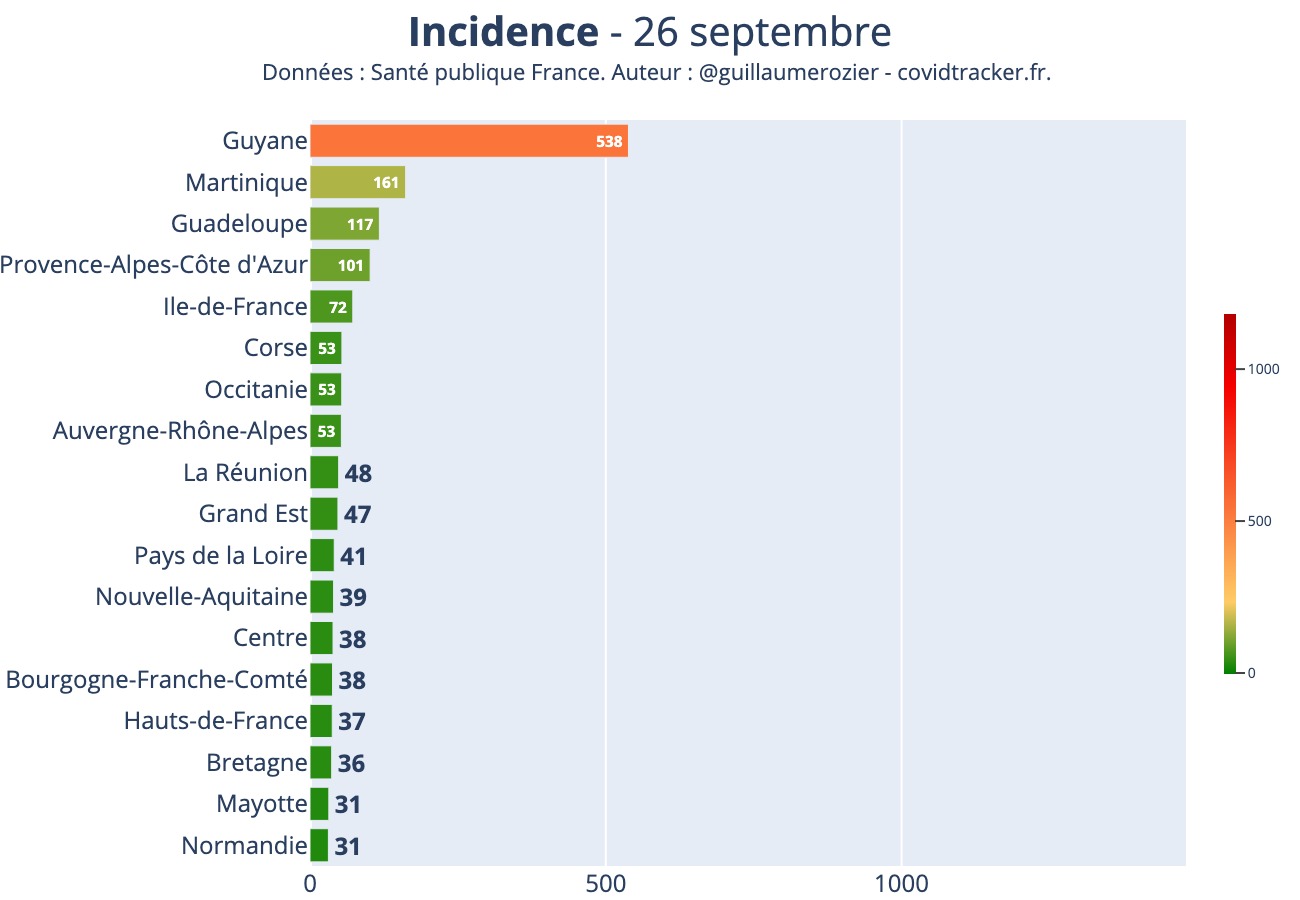 Incidence - 26 septembre
Données : Santé publique France. Auteur : @guillaumerozier - covidtracker.fr.
Guyane 538
Martinique 161
Guadeloupe 117
Provence-Alpes-Côte d'Azur 101
Ile-de-France 72
Corse 53
Occitanie 53
Auvergne-Rhône-Alpes 53
La Réunion 48
Grand Est 47
Pays de la Loire 41
Nouvelle-Aquitaine 39
Centre 38
Bourgogne-Franche-Comté 38
Hauts-de-France 37
Bretagne 36
Mayotte 31
Normandie 31
0 500 1000
1000
500
0